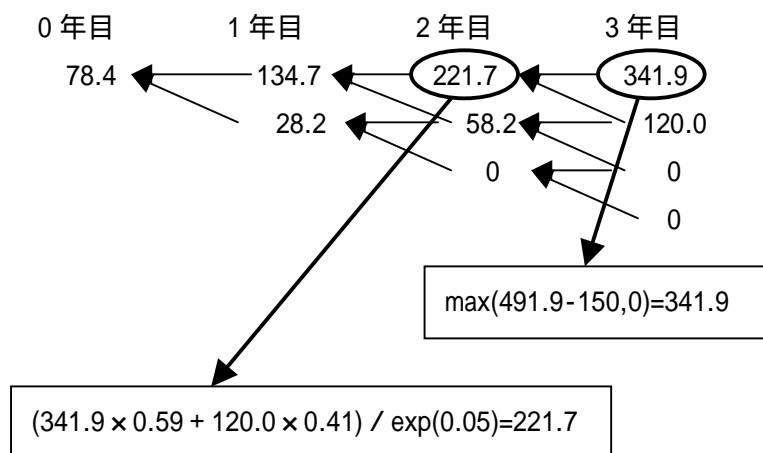 0 年目 1 年目 2 年目 3 年目
78.4 134.7 221.7 341.9
28.2 58.2 120.0
0 0
0
max(491.9-150,0)=341.9
(341.9 × 0.59 + 120.0 × 0.41) / exp(0.05)=221.7